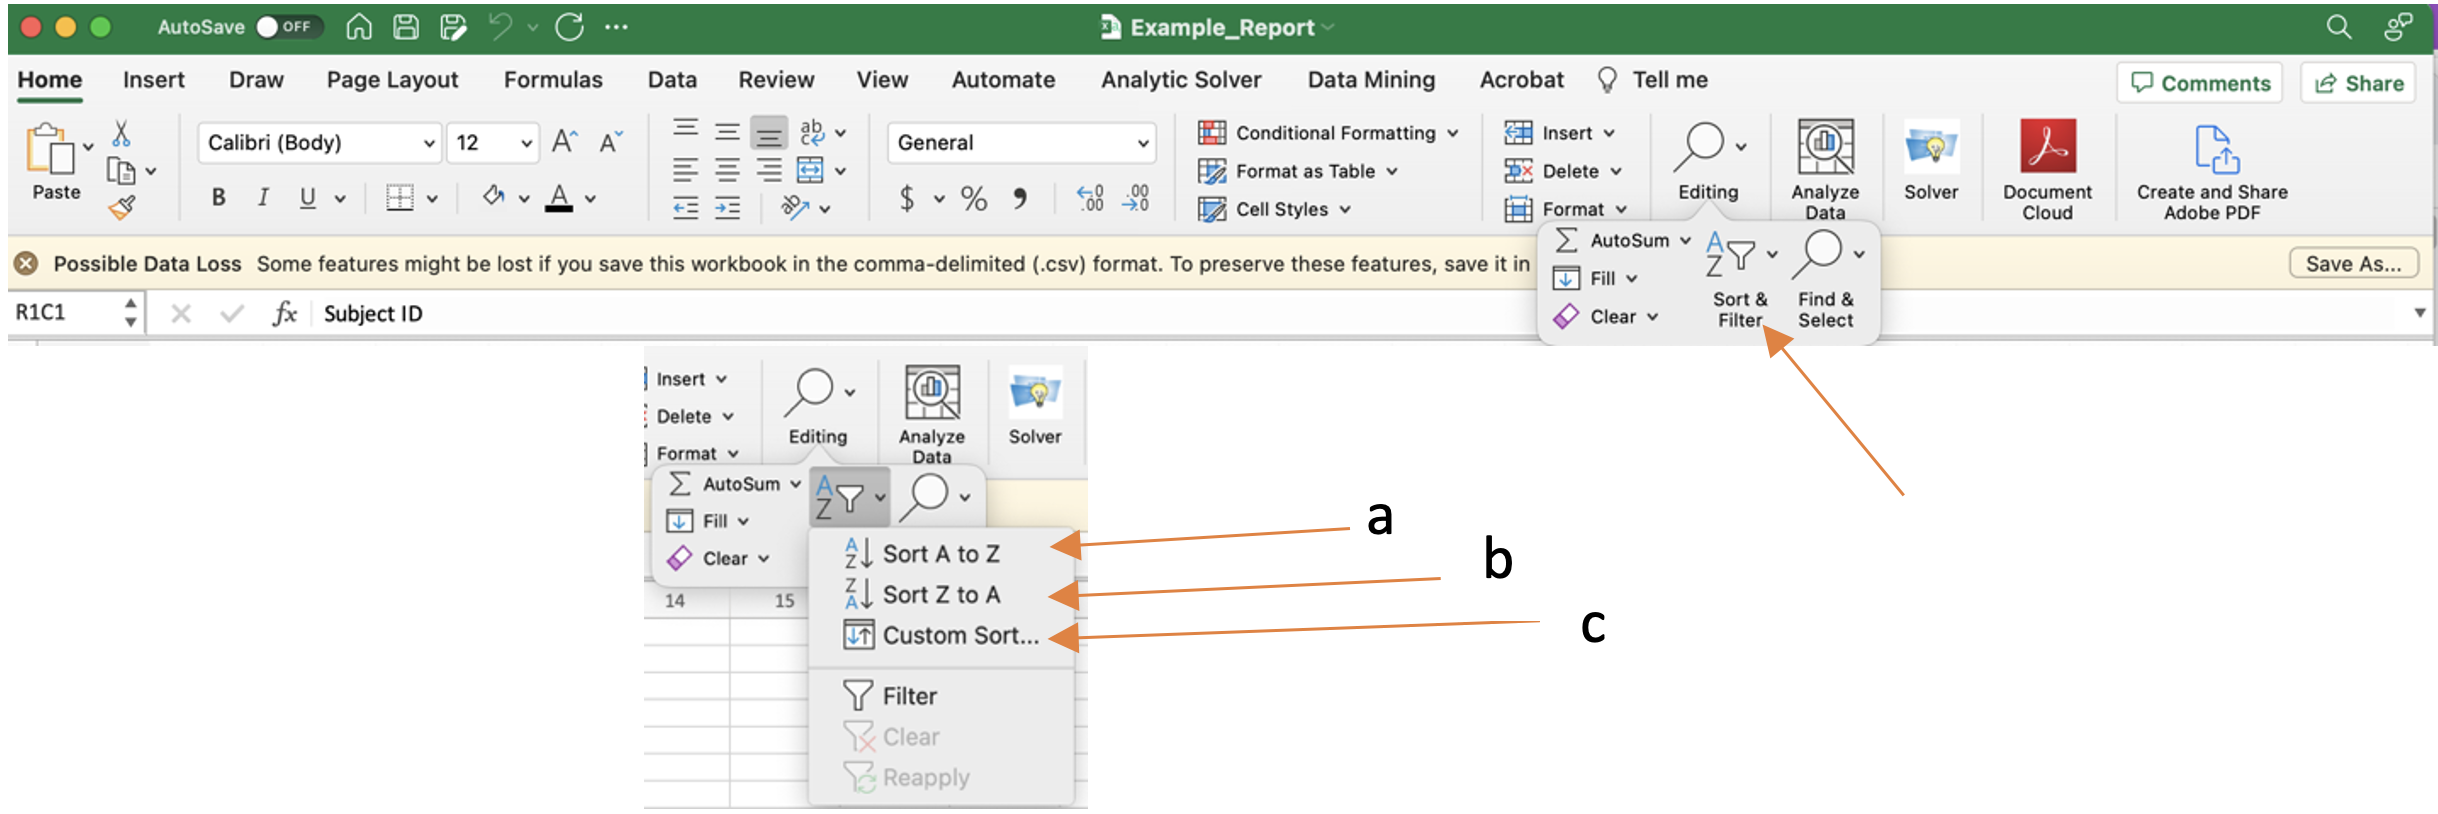 AutoSave OFF
Example_Report
Home Insert Draw Page Layout Formulas Data Review View Automate Analytic Solver Data Mining Acrobat Tell me Comments Share
Paste
Calibri (Body) 12
B I U A
ab
c
General
$ % 9
.00
.00
Conditional Formatting
Format as Table
Cell Styles
Insert
Delete
Format
Editing
Analyze
Data
Solver
Document
Cloud
Create and Share
Adobe PDF
Possible Data Loss Some features might be lost if you save this workbook in the comma-delimited (.csv) format. To preserve these features, save it in
Save As...
AutoSum
Fill
Clear
Sort &
Filter
Find &
Select
R1C1 fx Subject ID
Insert
Delete
Format
Editing
Analyze
Data
Solver
AutoSum
Fill
Clear
14 15
Sort A to Z
Sort Z to A
Custom Sort...
Filter
Clear
Reapply
a
b
c